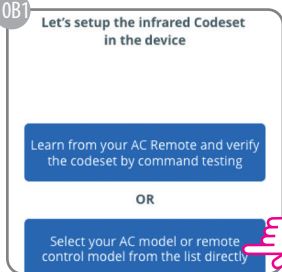 0B1
Let's setup the infrared Codeset
in the device
Learn from your AC Remote and verify
the codeset by command testing
OR
Select your AC model or remote
control model from the list directly